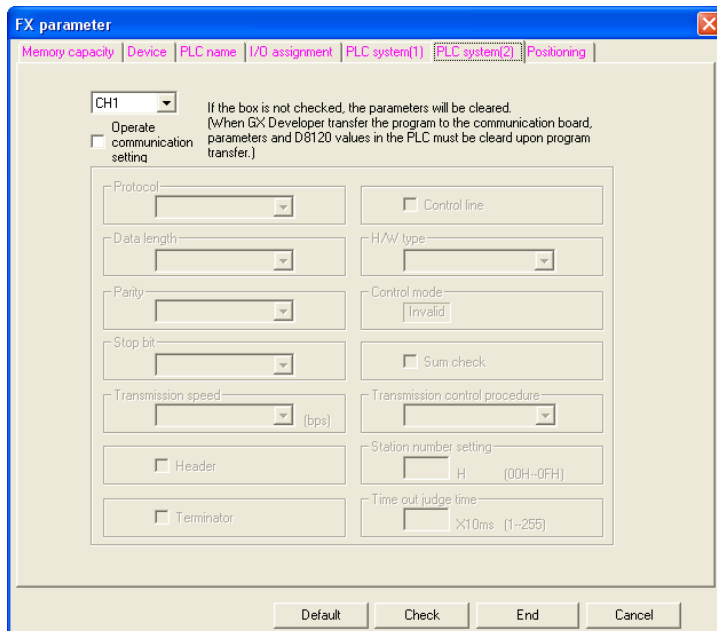 FX parameter
Memory capacity Device PLC name I/O assignment PLC system(1) PLC system(2) Positioning
CH1
If the box is not checked, the parameters will be cleared.
(When GX Developer transfer the program to the communication board,
parameters and D8120 values in the PLC must be cleard upon program
transfer.)
Operate
communication
setting
Protocol
Control line
Data length
H/W type
Parity
Control mode
Invalid
Stop bit
Sum check
Transmission speed
(bps)
Transmission control procedure
Header
Station number setting
H (00H--0FH)
Terminator
Time out judge time
X10ms (1--255)
Default Check End Cancel